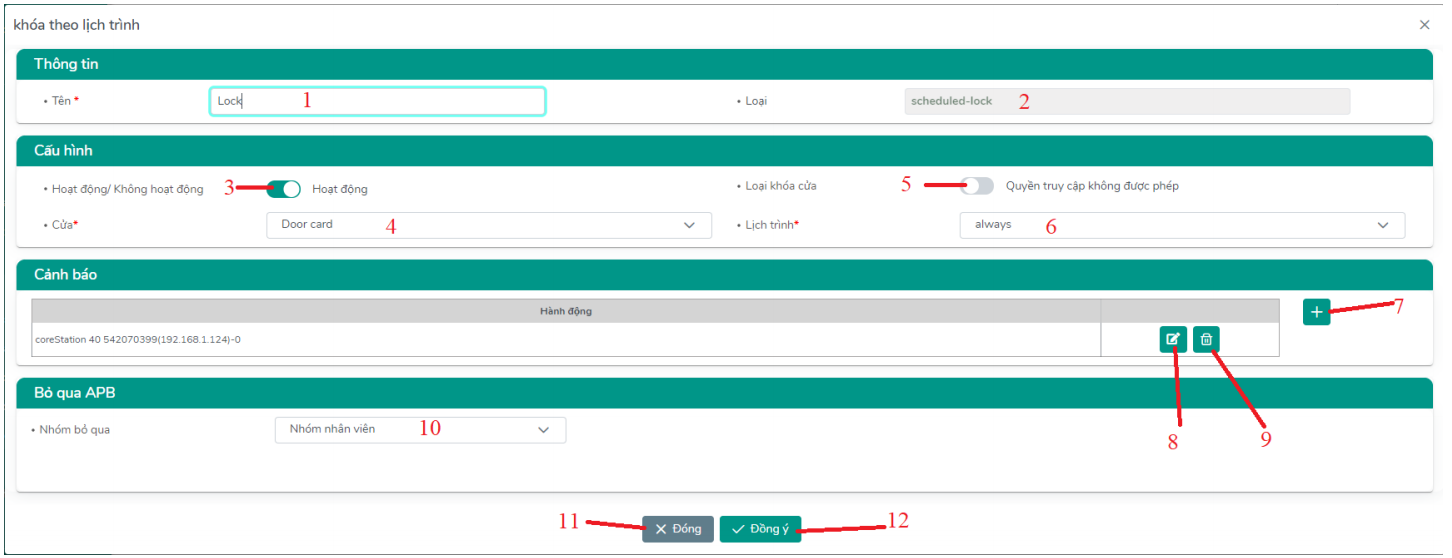 khóa theo lịch trình
Thông tin
• Tên * Lock 1 • Loại scheduled-lock 2
Cấu hình
• Hoạt động/ Không hoạt động 3 Hoạt động • Loại khóa cửa 5 Quyền truy cập không được phép
• Cửa* Door card 4 • Lịch trình* always 6
Cảnh báo
Hành động 7
coreStation 40 542070399(192.168.1.124)-0
Bỏ qua APB
• Nhóm bỏ qua Nhóm nhân viên 10 8 9
11 Đóng Đồng ý 12